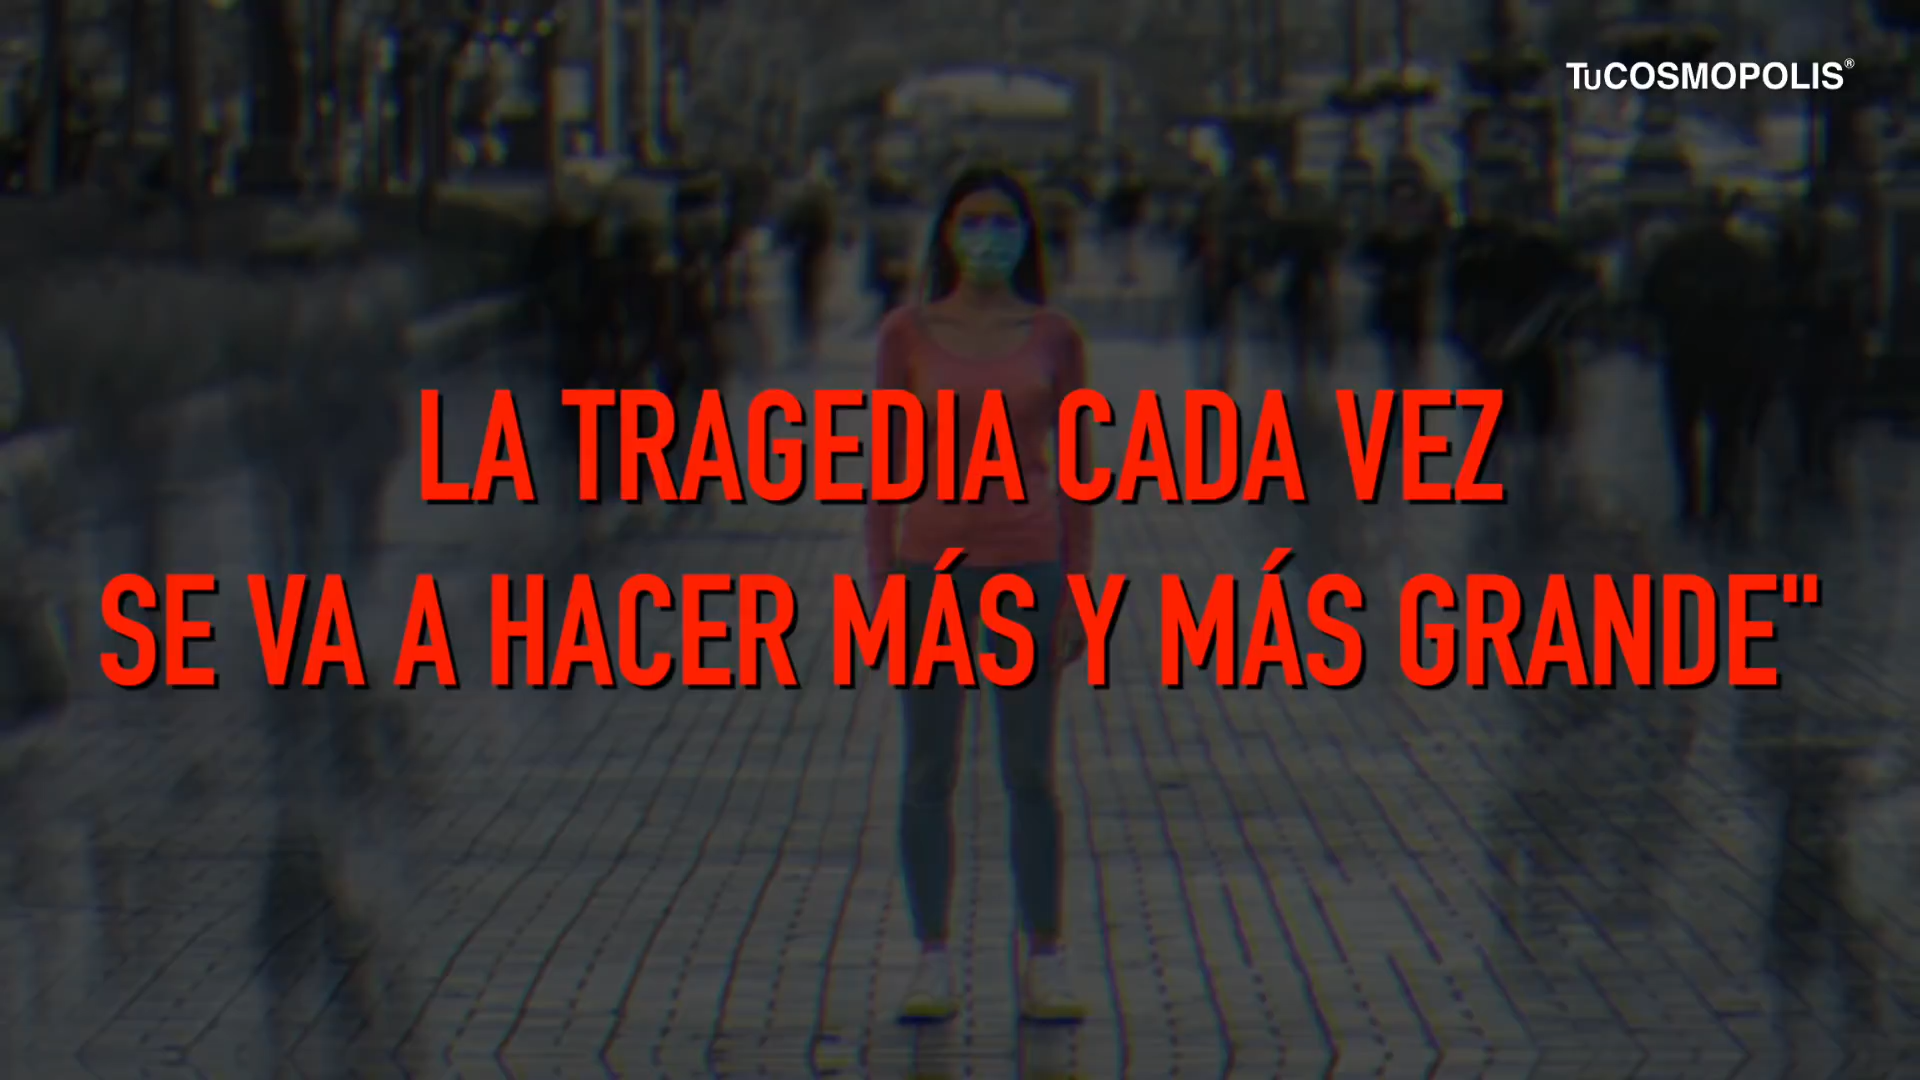 TuCOSMOPOLIS®
LA TRAGEDIA CADA VEZ
SE VA A HACER MÁS Y MÁS GRANDE"